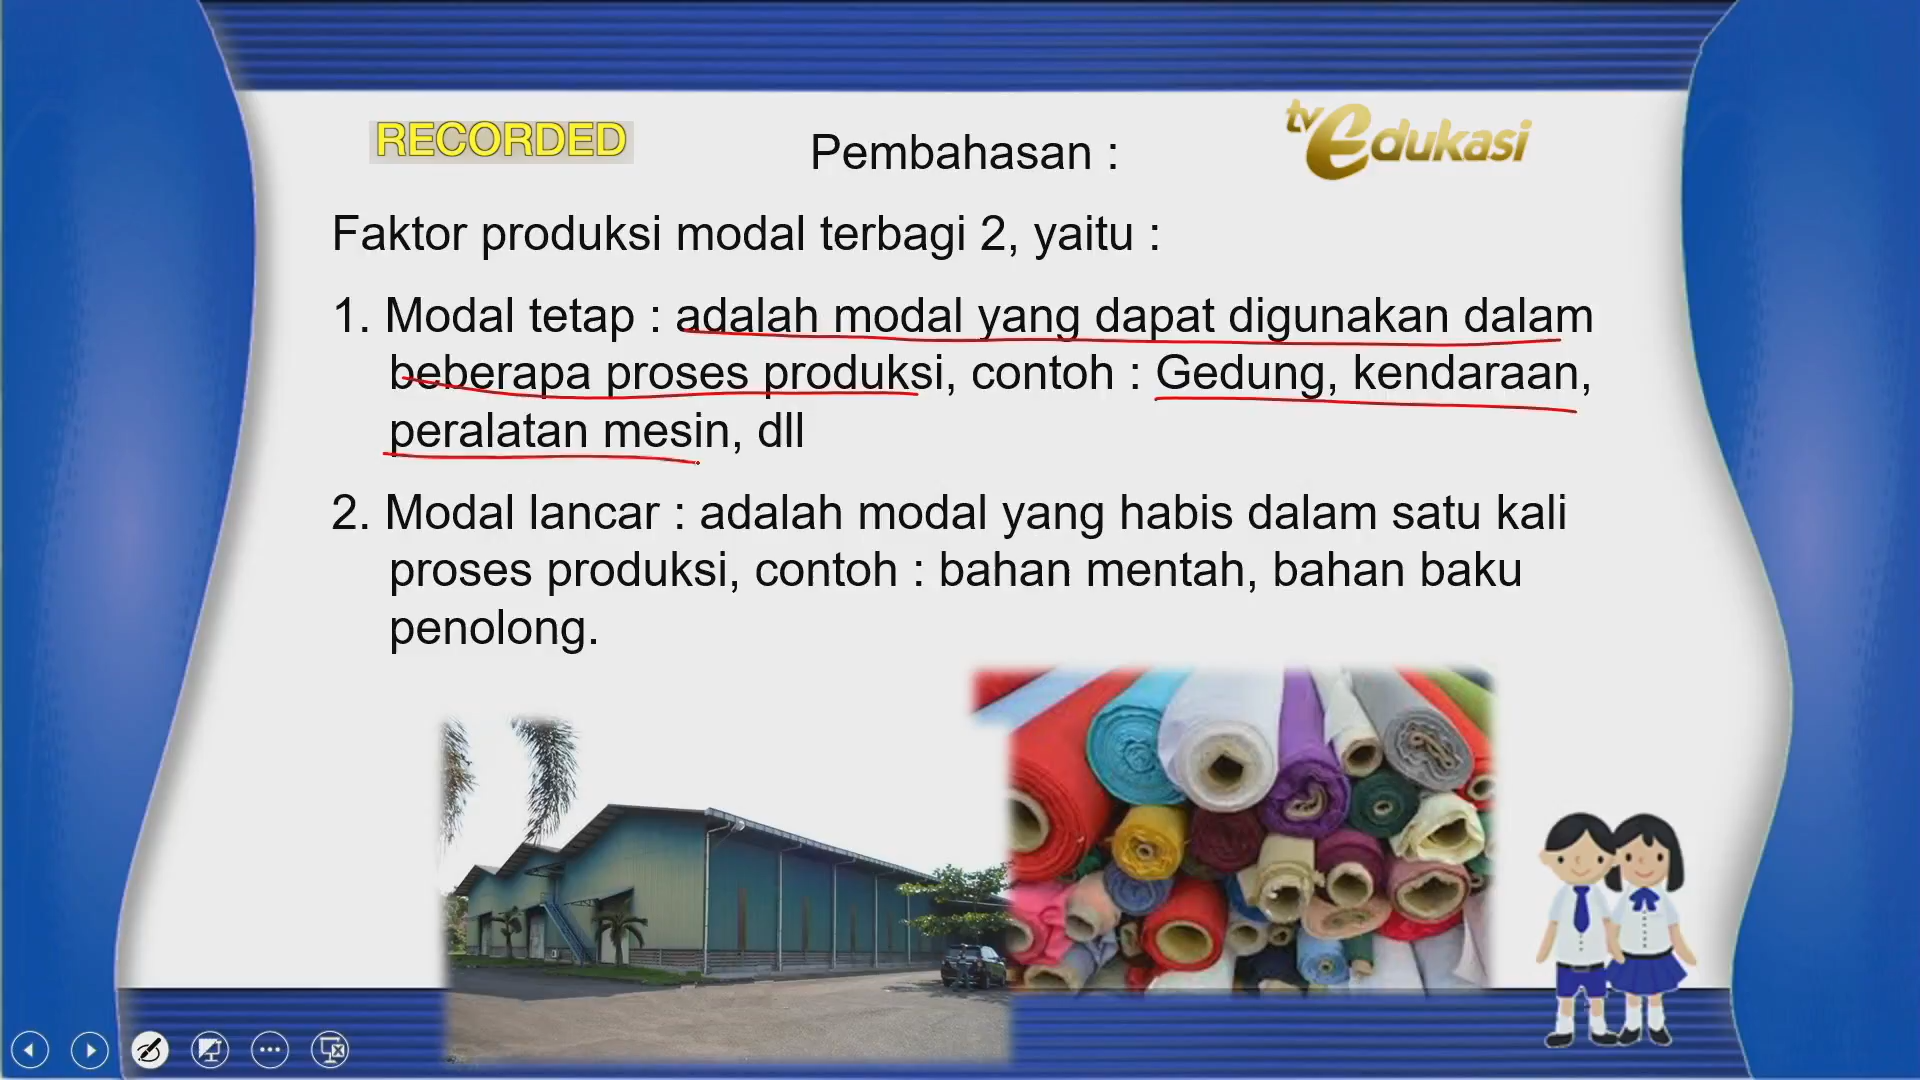 RECORDED
Pembahasan :
tv edukasi
Faktor produksi modal terbagi 2, yaitu :
1. Modal tetap : adalah modal yang dapat digunakan dalam
beberapa proses produksi, contoh : Gedung, kendaraan,
peralatan mesin, dll
2. Modal lancar : adalah modal yang habis dalam satu kali
proses produksi, contoh : bahan mentah, bahan baku
penolong.